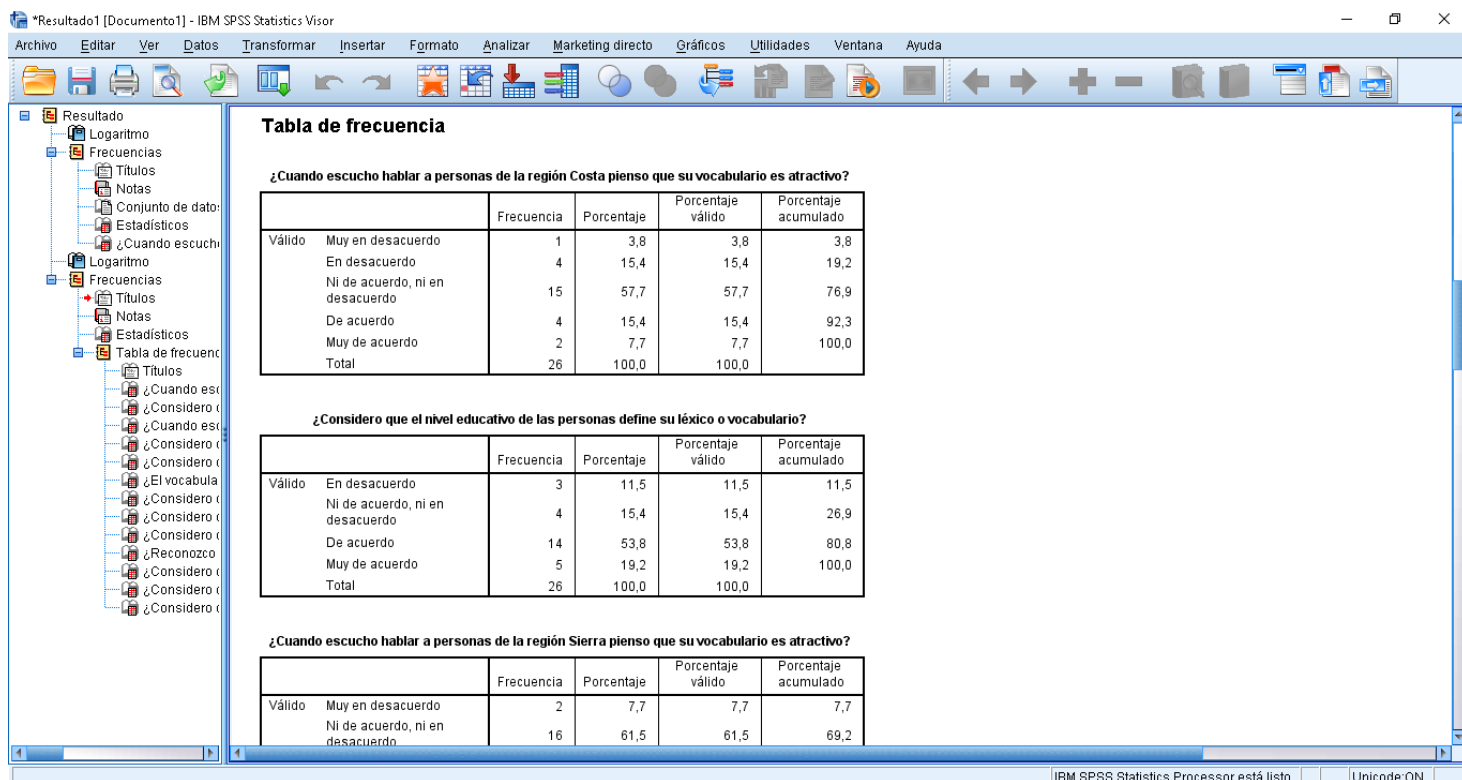 *Resultado1 [Documento1] - IBM SPSS Statistics Visor
Archivo Editar Ver Datos Transformar Insertar Formato Analizar Marketing directo Gráficos Utilidades Ventana Ayuda
Resultado
Logaritmo
Frecuencias
Títulos
Notas
Conjunto de dato
Estadísticos
¿Cuando escuch
Logaritmo
Frecuencias
Títulos
Notas
Estadísticos
Tabla de frecuenc
Títulos
¿Cuando esc
¿Considero
¿Cuando esc
¿Considero
¿Considero
¿El vocabula
¿Considero
¿Considero
¿Considero
¿Reconozco
¿Considero
¿Considero
¿Considero
Tabla de frecuencia
¿Cuando escucho hablar a personas de la región Costa pienso que su vocabulario es atractivo?
Frecuencia Porcentaje Porcentaje válido Porcentaje acumulado
Válido Muy en desacuerdo 1 3,8 3,8 3,8
En desacuerdo 4 15,4 15,4 19,2
Ni de acuerdo, ni en desacuerdo 15 57,7 57,7 76,9
De acuerdo 4 15,4 15,4 92,3
Muy de acuerdo 2 7,7 7,7 100,0
Total 26 100,0 100,0
¿Considero que el nivel educativo de las personas define su léxico o vocabulario?
Frecuencia Porcentaje Porcentaje válido Porcentaje acumulado
Válido En desacuerdo 3 11,5 11,5 11,5
Ni de acuerdo, ni en desacuerdo 4 15,4 15,4 26,9
De acuerdo 14 53,8 53,8 80,8
Muy de acuerdo 5 19,2 19,2 100,0
Total 26 100,0 100,0
¿Cuando escucho hablar a personas de la región Sierra pienso que su vocabulario es atractivo?
Frecuencia Porcentaje Porcentaje válido Porcentaje acumulado
Válido Muy en desacuerdo 2 7,7 7,7 7,7
Ni de acuerdo, ni en desacuerdo 16 61,5 61,5 69,2
IBM SPSS Statistics Processor está listo Unicode:ON